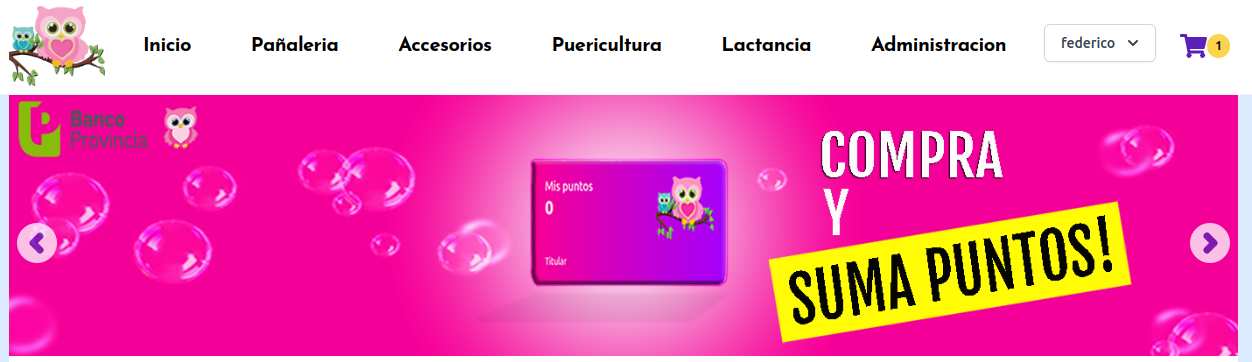 Inicio
Pañaleria
Accesorios
Puericultura
Lactancia
Administracion
federico
1
Banco
Provincia
Mis puntos
0
Titular
COMPRA
Y
SUMA PUNTOS!